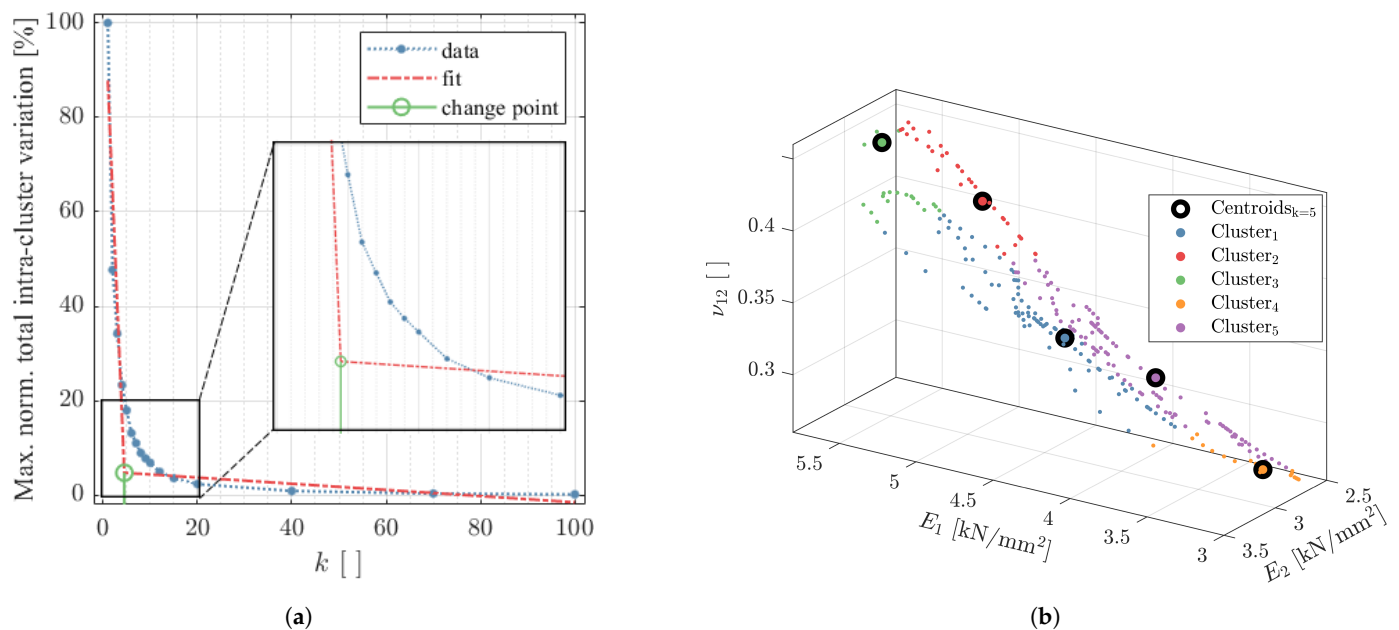 Max. norm. total intra-cluster variation [%]
100
80
60
40
20
0
0
20
40
60
80
100
k [ ]
data
fit
change point
(a)
ν12 [ ]
0.4
0.35
0.3
5.5
5
4.5
4
3.5
3
E1 [kN/mm²]
3.5
3
2.5
E2 [kN/mm²]
Centroidsk=5
Cluster1
Cluster2
Cluster3
Cluster4
Cluster5
(b)